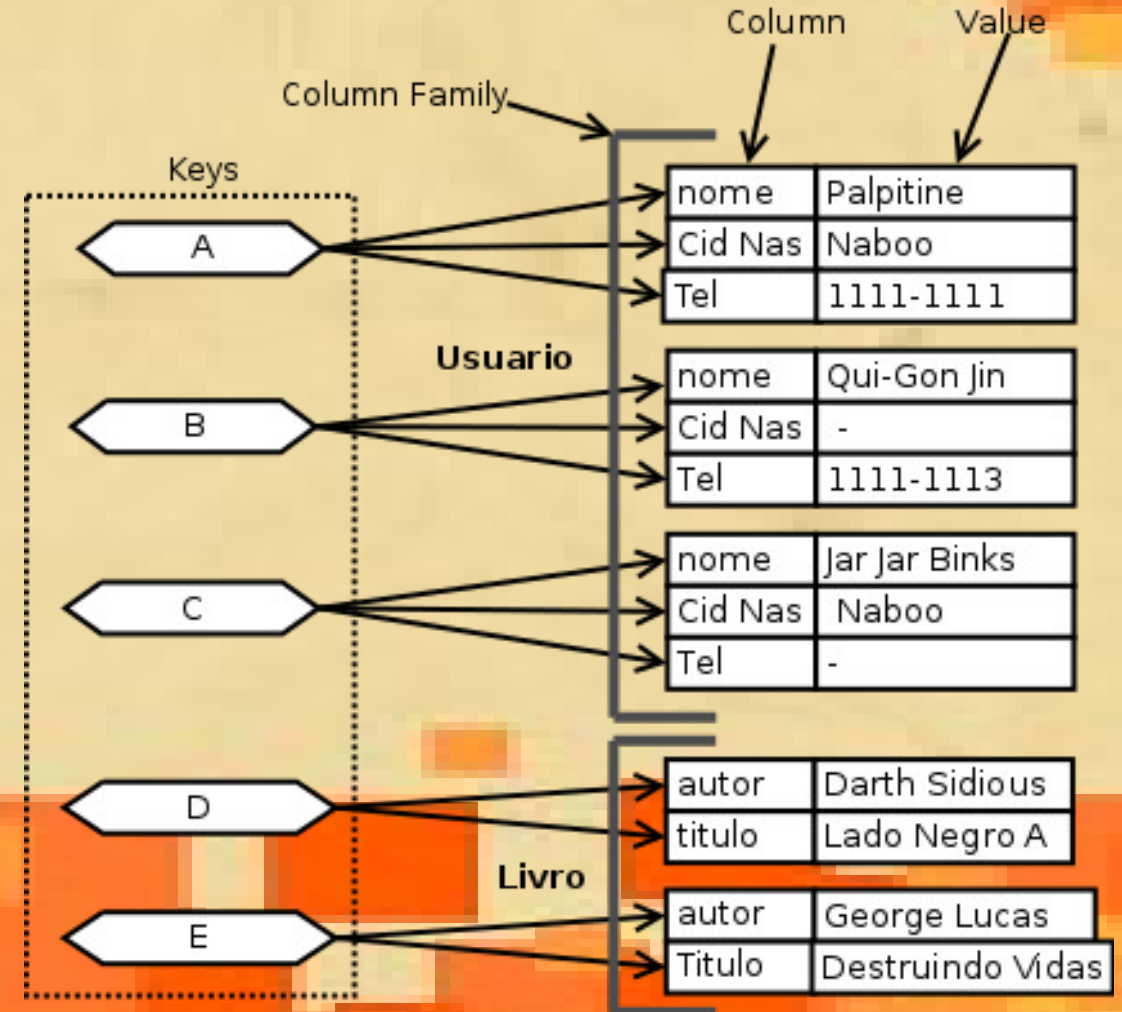 Column Value
Column Family
Keys
A
nome Palpitine
Cid Nas Naboo
Tel 1111-1111
Usuario
B
nome Qui-Gon Jin
Cid Nas -
Tel 1111-1113
C
nome Jar Jar Binks
Cid Nas Naboo
Tel -
D
autor Darth Sidious
titulo Lado Negro A
Livro
E
autor George Lucas
Titulo Destruindo Vidas